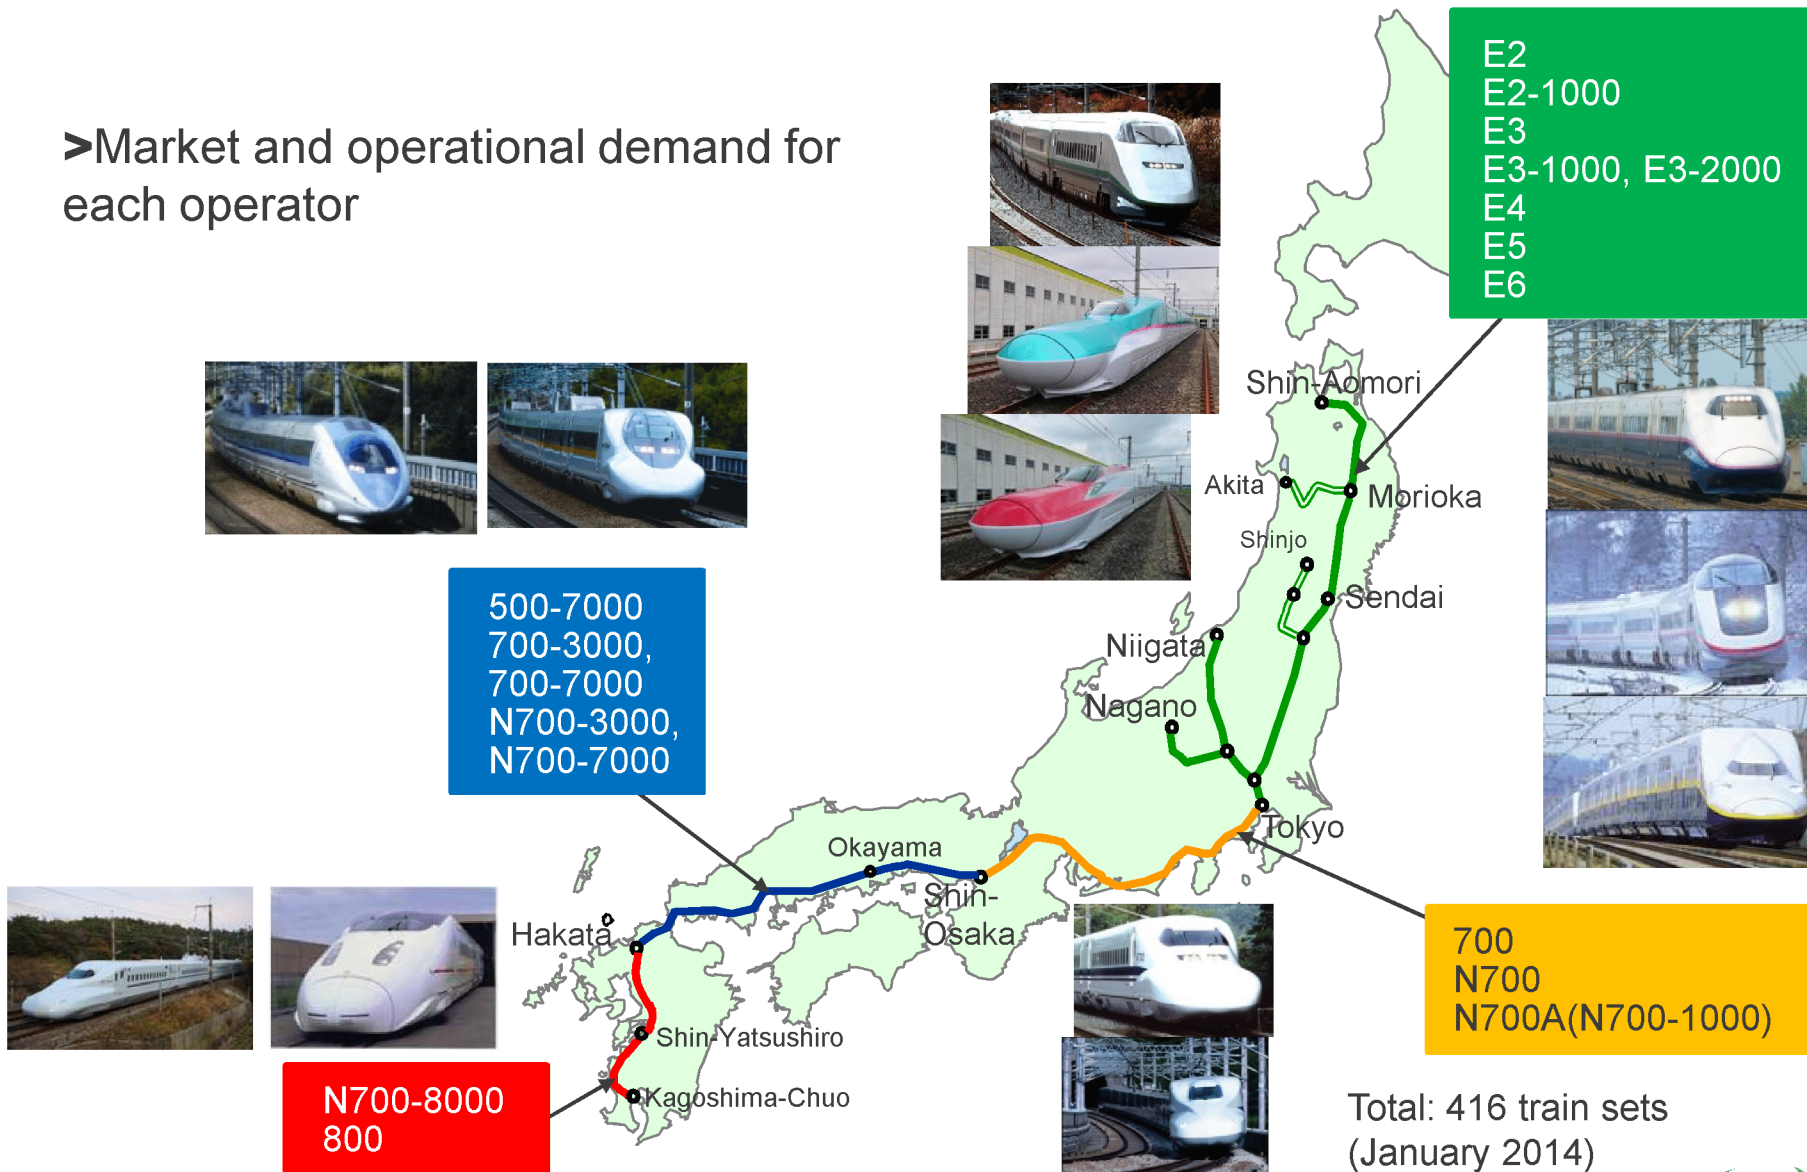 >Market and operational demand for
each operator
E2
E2-1000
E3
E3-1000, E3-2000
E4
E5
E6
Shin-Aomori
Akita
Morioka
Shinjo
Sendai
Niigata
Nagano
500-7000
700-3000,
700-7000
N700-3000,
N700-7000
Tokyo
Okayama
Shin-
Osaka
Hakata
700
N700
N700A(N700-1000)
Shin-Yatsushiro
Kagoshima-Chuo
N700-8000
800
Total: 416 train sets
(January 2014)